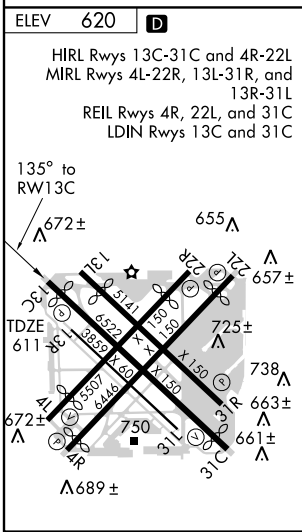 ELEV 620 D
HIRL Rwys 13C-31C and 4R-22L
MIRL Rwys 4L-22R, 13L-31R, and
13R-31L
REIL Rwys 4R, 22L, and 31C
LDIN Rwys 13C and 31C
135° to
RW13C
672±
655
13L
22R
22L
657±
13C
P
P
P
5141
X 150
6522
X 150
725±
TDZE
611
13R
3859 X 60
X 150
738
P
5507
6446
X 150
663±
4L
672±
V
31R
750
31L
V
661±
P
4R
31C
689±